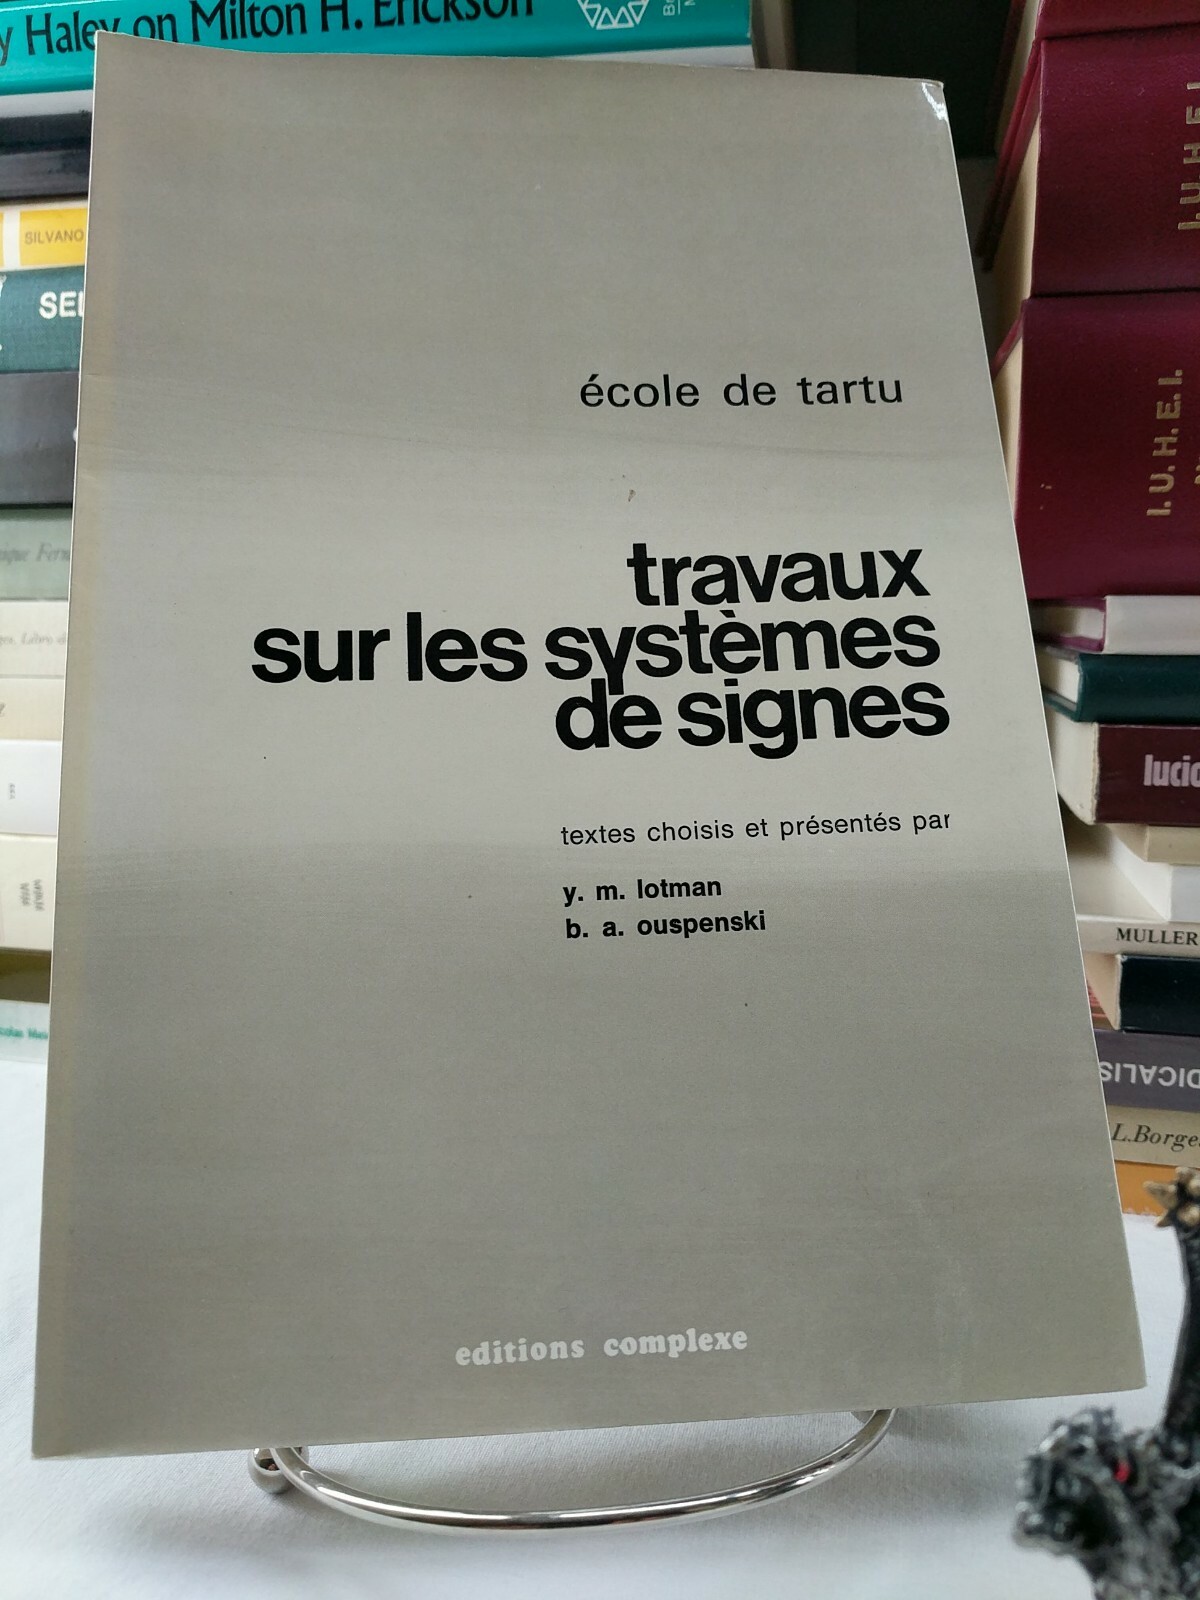 Haley on Milton H. Erickson
SILVANO
école de tartu
travaux
sur les systèmes
de signes
textes choisis et présentés par
y. m. lotman
b. a. ouspenski
editions complexe
I. U. H. E. I.
MULLER
L. Borges